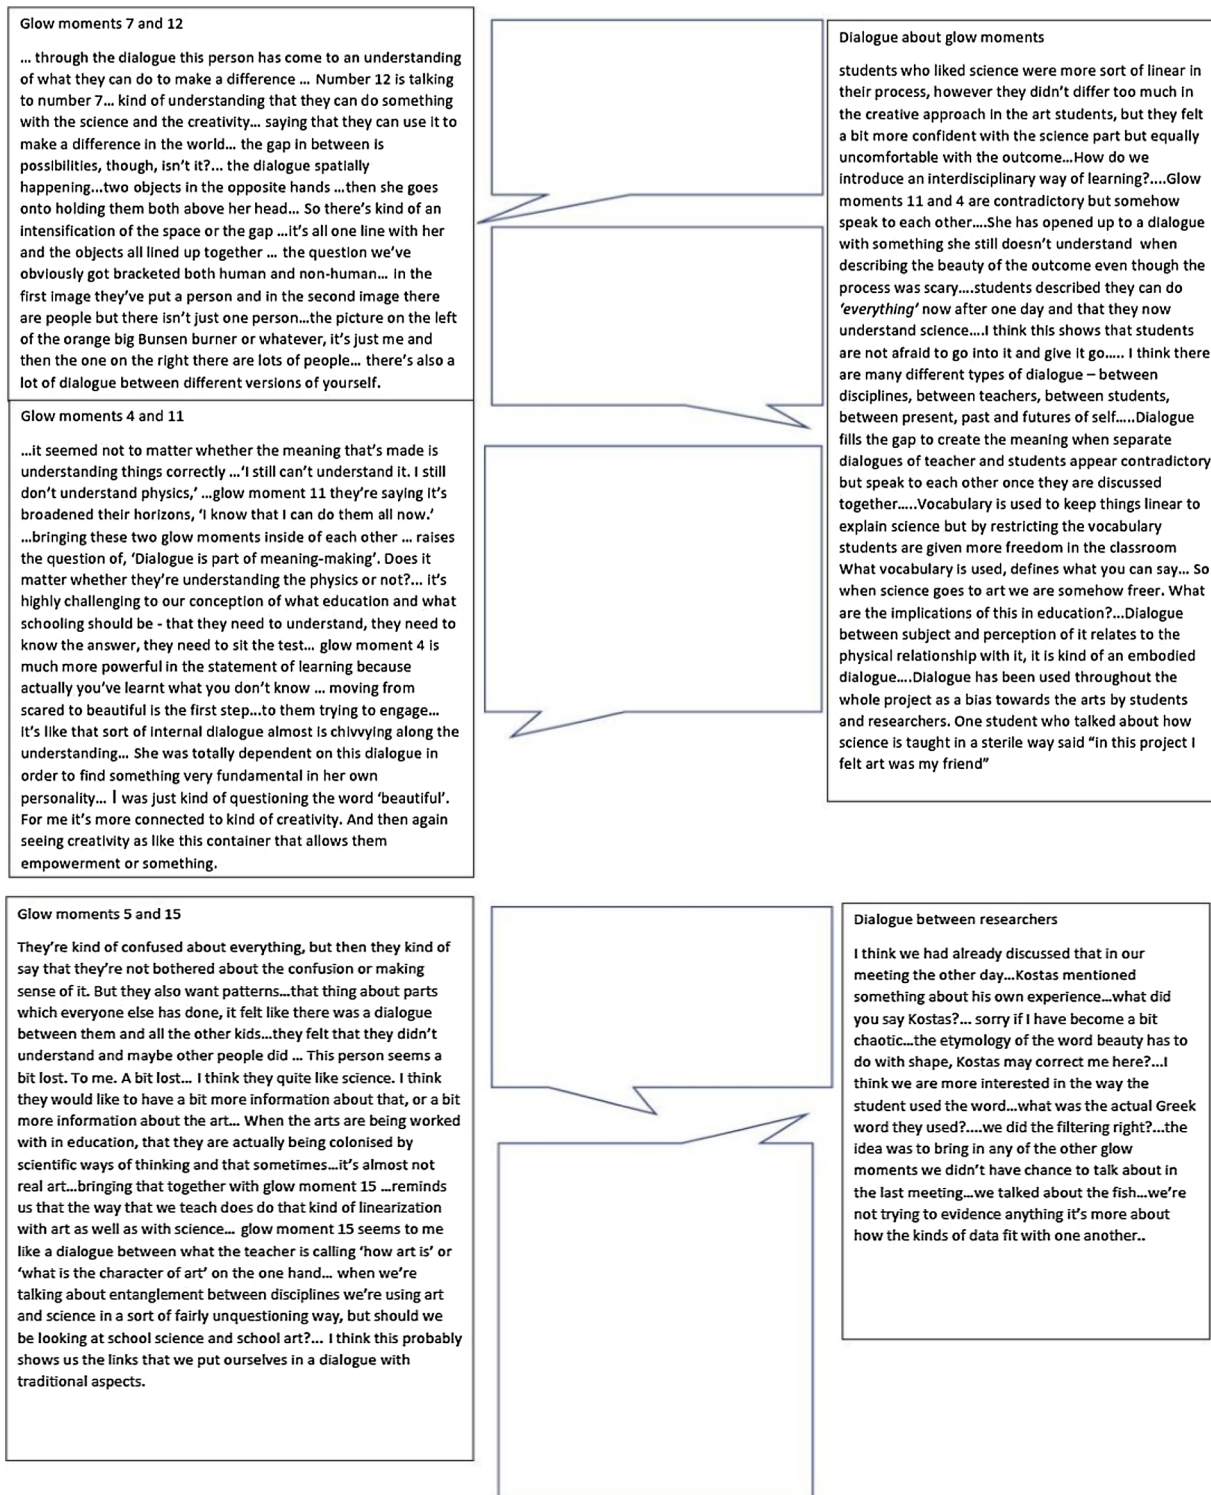 Glow moments 7 and 12
... through the dialogue this person has come to an understanding
of what they can do to make a difference ... Number 12 is talking
to number 7... kind of understanding that they can do something
with the science and the creativity... saying that they can use it to
make a difference in the world... the gap in between is
possibilities, though, isn't it?... the dialogue spatially
happening...two objects in the opposite hands ...then she goes
onto holding them both above her head... So there's kind of an
intensification of the space or the gap ...it's all one line with her
and the objects all lined up together ... the question we've
obviously got bracketed both human and non-human... in the
first image they've put a person and in the second image there
are people but there isn't just one person...the picture on the left
of the orange big Bunsen burner or whatever, it's just me and
then the one on the right there are lots of people... there's also a
lot of dialogue between different versions of yourself.
Glow moments 4 and 11
...it seemed not to matter whether the meaning that's made is
understanding things correctly ...'I still can't understand it. I still
don't understand physics,' ...glow moment 11 they're saying it's
broadened their horizons, 'I know that I can do them all now.'
...bringing these two glow moments inside of each other ... raises
the question of, 'Dialogue is part of meaning-making'. Does it
matter whether they're understanding the physics or not?... it's
highly challenging to our conception of what education and what
schooling should be - that they need to understand, they need to
know the answer, they need to sit the test... glow moment 4 is
much more powerful in the statement of learning because
actually you've learnt what you don't know ... moving from
scared to beautiful is the first step...to them trying to engage...
it's like that sort of internal dialogue almost is chivvying along the
understanding... She was totally dependent on this dialogue in
order to find something very fundamental in her own
personality... I was just kind of questioning the word 'beautiful'.
For me it's more connected to kind of creativity. And then again
seeing creativity as like this container that allows them
empowerment or something.
Dialogue about glow moments
students who liked science were more sort of linear in
their process, however they didn't differ too much in
the creative approach in the art students, but they felt
a bit more confident with the science part but equally
uncomfortable with the outcome...How do we
introduce an interdisciplinary way of learning?....Glow
moments 11 and 4 are contradictory but somehow
speak to each other....She has opened up to a dialogue
with something she still doesn't understand when
describing the beauty of the outcome even though the
process was scary....students described they can do
'everything' now after one day and that they now
understand science....I think this shows that students
are not afraid to go into it and give it go..... I think there
are many different types of dialogue – between
disciplines, between teachers, between students,
between present, past and futures of self.....Dialogue
fills the gap to create the meaning when separate
dialogues of teacher and students appear contradictory
but speak to each other once they are discussed
together.....Vocabulary is used to keep things linear to
explain science but by restricting the vocabulary
students are given more freedom in the classroom
What vocabulary is used, defines what you can say... So
when science goes to art we are somehow freer. What
are the implications of this in education?...Dialogue
between subject and perception of it relates to the
physical relationship with it, it is kind of an embodied
dialogue....Dialogue has been used throughout the
whole project as a bias towards the arts by students
and researchers. One student who talked about how
science is taught in a sterile way said "in this project I
felt art was my friend"
Glow moments 5 and 15
They're kind of confused about everything, but then they kind of
say that they're not bothered about the confusion or making
sense of it. But they also want patterns...that thing about parts
which everyone else has done, it felt like there was a dialogue
between them and all the other kids...they felt that they didn't
understand and maybe other people did ... This person seems a
bit lost. To me. A bit lost... I think they quite like science. I think
they would like to have a bit more information about that, or a bit
more information about the art... When the arts are being worked
with in education, that they are actually being colonised by
scientific ways of thinking and that sometimes...it's almost not
real art...bringing that together with glow moment 15 ...reminds
us that the way that we teach does do that kind of linearization
with art as well as with science... glow moment 15 seems to me
like a dialogue between what the teacher is calling 'how art is' or
'what is the character of art' on the one hand... when we're
talking about entanglement between disciplines we're using art
and science in a sort of fairly unquestioning way, but should we
be looking at school science and school art?... I think this probably
shows us the links that we put ourselves in a dialogue with
traditional aspects.
Dialogue between researchers
I think we had already discussed that in our
meeting the other day...Kostas mentioned
something about his own experience...what did
you say Kostas?... sorry if I have become a bit
chaotic...the etymology of the word beauty has to
do with shape, Kostas may correct me here?...I
think we are more interested in the way the
student used the word...what was the actual Greek
word they used?....we did the filtering right?...the
idea was to bring in any of the other glow
moments we didn't have chance to talk about in
the last meeting...we talked about the fish...we're
not trying to evidence anything it's more about
how the kinds of data fit with one another..